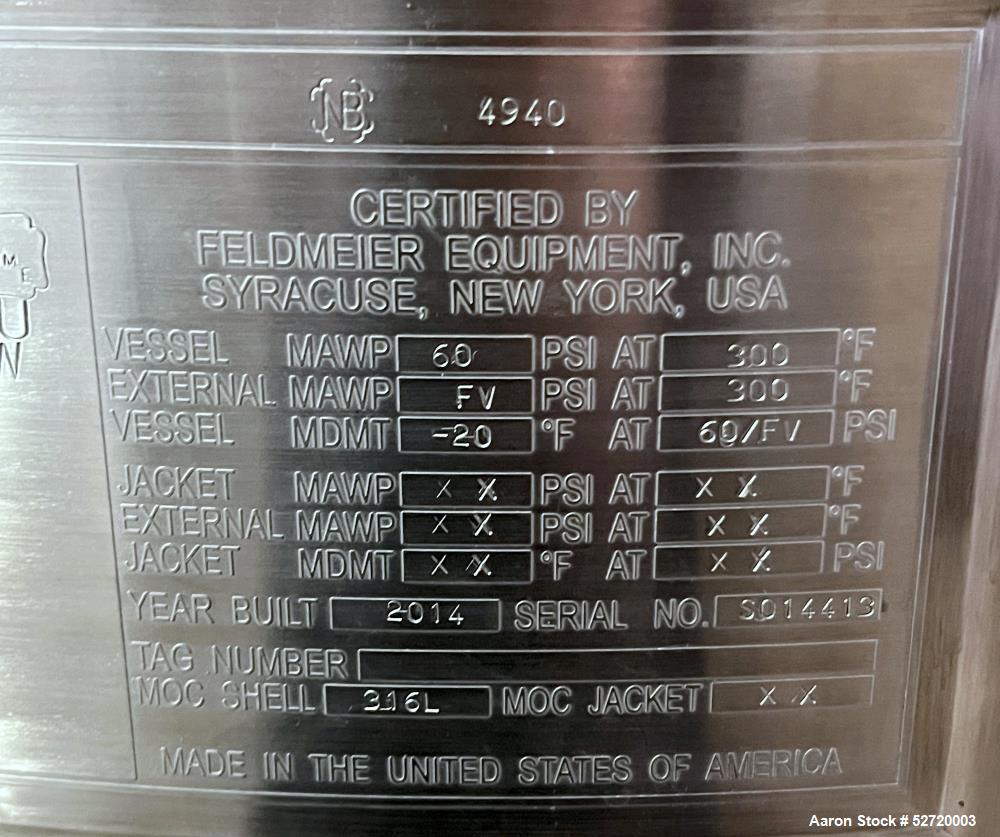 NB 4940
CERTIFIED BY
FELDMEIER EQUIPMENT, INC.
SYRACUSE, NEW YORK, USA
M E
U
W
VESSEL MAWP 60 PSI AT 300 °F
EXTERNAL MAWP FV PSI AT 300 °F
VESSEL MDMT -20 °F AT 60/FV PSI
JACKET MAWP X X PSI AT X X °F
EXTERNAL MAWP X X PSI AT X X °F
JACKET MDMT X X °F AT X X PSI
YEAR BUILT 2014 SERIAL NO. S014413
TAG NUMBER
MOC SHELL 316L MOC JACKET X X
MADE IN THE UNITED STATES OF AMERICA
Aaron Stock # 52720003